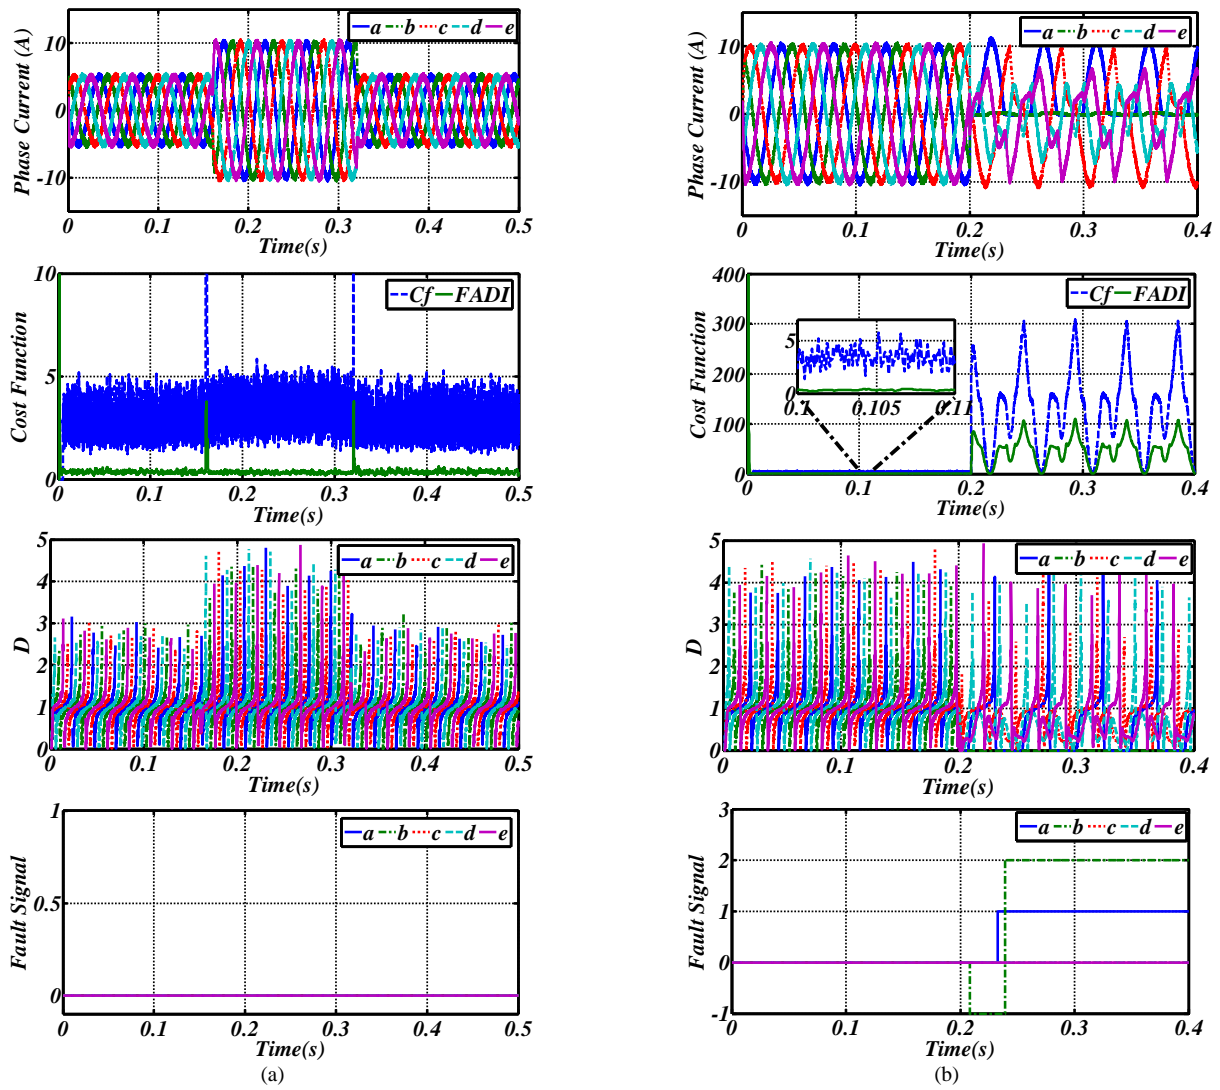 a b c d e
Phase Current (A)
10
0
-10
0 0.1 0.2 0.3 0.4 0.5
Time(s)
Cf FADI
Cost Function
10
5
0
0 0.1 0.2 0.3 0.4 0.5
Time(s)
a b c d e
D
5
4
3
2
1
0
0 0.1 0.2 0.3 0.4 0.5
Time(s)
a b c d e
Fault Signal
1
0.5
0
0 0.1 0.2 0.3 0.4 0.5
Time(s)
(a)
a b c d e
Phase Current (A)
10
0
-10
0 0.1 0.2 0.3 0.4
Time(s)
Cf FADI
Cost Function
400
300
200
100
0
5
0
0.1 0.105 0.11
0 0.1 0.2 0.3 0.4
Time(s)
a b c d e
D
5
4
3
2
1
0
0 0.1 0.2 0.3 0.4
Time(s)
a b c d e
Fault Signal
3
2
1
0
-1
0 0.1 0.2 0.3 0.4
Time(s)
(b)